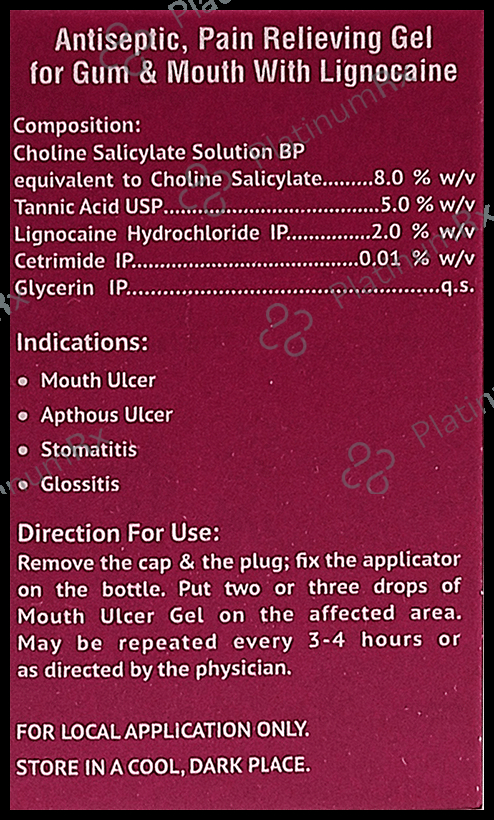 Antiseptic, Pain Relieving Gel
for Gum & Mouth With Lignocaine
Composition:
Choline Salicylate Solution BP
equivalent to Choline Salicylate.........8.0 % w/v
Tannic Acid USP......................................5.0 % w/v
Lignocaine Hydrochloride IP...............2.0 % w/v
Cetrimide IP........................................0.01 % w/v
Glycerin IP......................................................q.s.
Indications:
• Mouth Ulcer
• Apthous Ulcer
• Stomatitis
• Glossitis
Direction For Use:
Remove the cap & the plug; fix the applicator
on the bottle. Put two or three drops of
Mouth Ulcer Gel on the affected area.
May be repeated every 3-4 hours or
as directed by the physician.
FOR LOCAL APPLICATION ONLY.
STORE IN A COOL, DARK PLACE.
PlatinumRx
PlatinumRx